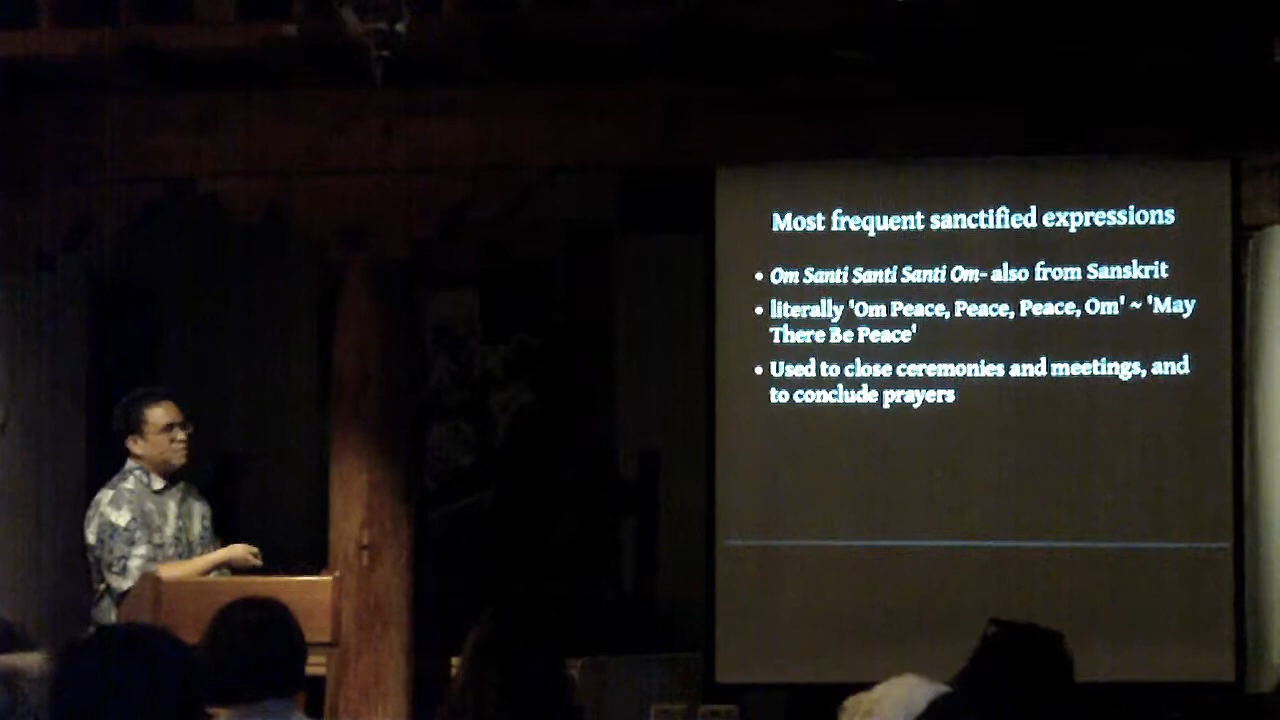 Most frequent sanctified expressions
• Om Santi Santi Santi Om- also from Sanskrit
• literally 'Om Peace, Peace, Peace, Om' ~ 'May
There Be Peace'
• Used to close ceremonies and meetings, and
to conclude prayers